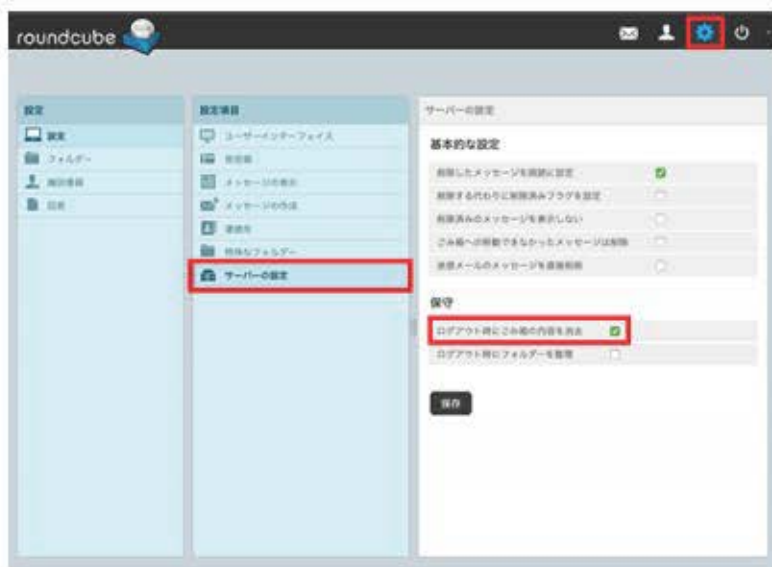 roundcube
設定
設定
フォルダー
識別情報
設定項目
ユーザーインターフェイス
受信箱
メッセージの表示
メッセージの作成
連絡先
特殊なフォルダー
サーバーの設定
サーバーの設定
基本的な設定
削除したメッセージを既読に設定
削除する代わりに削除済みフラグを設定
削除済みのメッセージを表示しない
ごみ箱への移動できなかったメッセージは削除
迷惑メールのメッセージを直接削除
保守
ログアウト時にごみ箱の内容を消去
ログアウト時にフォルダーを整理
保存